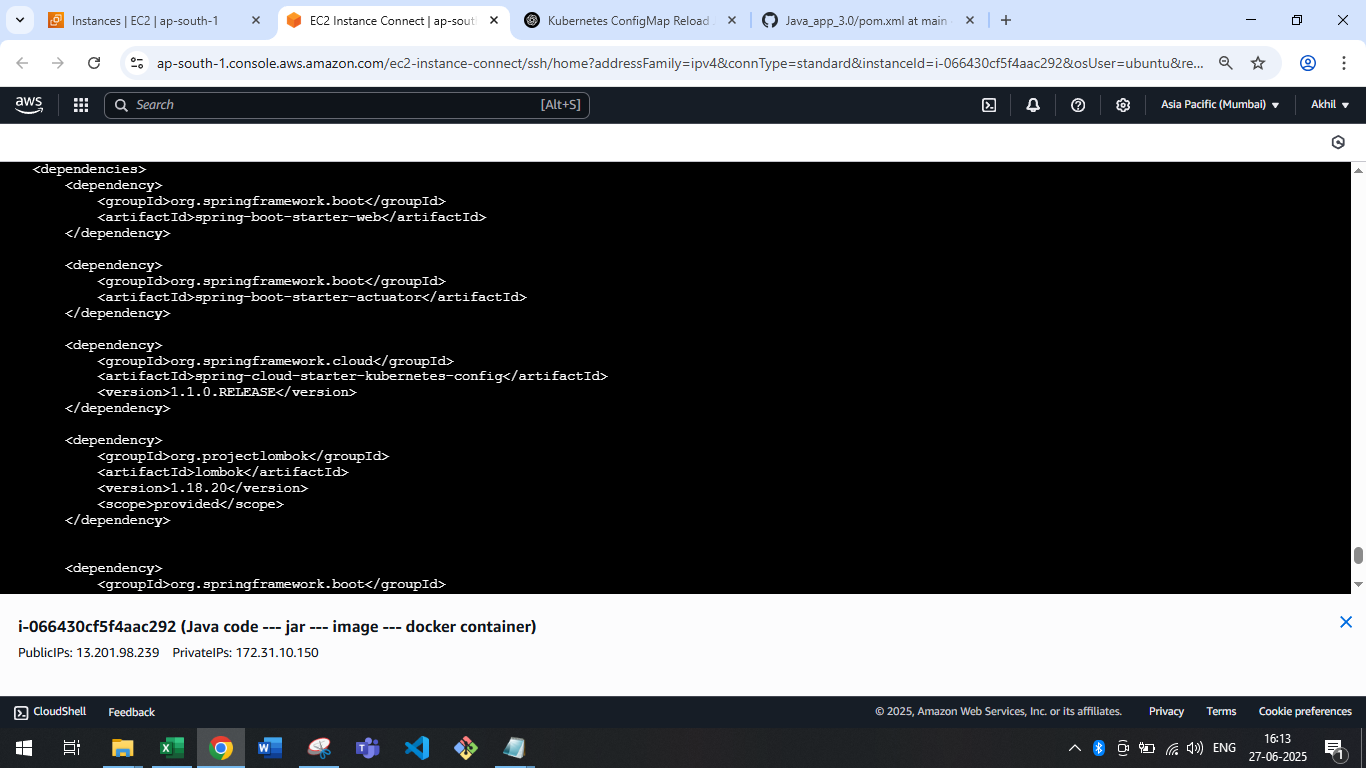 Instances | EC2 | ap-south-1
EC2 Instance Connect | ap-sout
Kubernetes ConfigMap Reload
Java_app_3.0/pom.xml at main
ap-south-1.console.aws.amazon.com/ec2-instance-connect/ssh/home?addressFamily=ipv4&connType=standard&instanceId=i-066430cf5f4aac292&osUser=ubuntu&re...
aws
Search
[Alt+S]
Asia Pacific (Mumbai)
Akhil
<dependencies>
<dependency>
<groupId>org.springframework.boot</groupId>
<artifactId>spring-boot-starter-web</artifactId>
</dependency>
<dependency>
<groupId>org.springframework.boot</groupId>
<artifactId>spring-boot-starter-actuator</artifactId>
</dependency>
<dependency>
<groupId>org.springframework.cloud</groupId>
<artifactId>spring-cloud-starter-kubernetes-config</artifactId>
<version>1.1.0.RELEASE</version>
</dependency>
<dependency>
<groupId>org.projectlombok</groupId>
<artifactId>lombok</artifactId>
<version>1.18.20</version>
<scope>provided</scope>
</dependency>
<dependency>
<groupId>org.springframework.boot</groupId>
i-066430cf5f4aac292 (Java code --- jar --- image --- docker container)
PublicIPs: 13.201.98.239 PrivateIPs: 172.31.10.150
CloudShell
Feedback
© 2025, Amazon Web Services, Inc. or its affiliates.
Privacy
Terms
Cookie preferences
ENG
16:13
27-06-2025
1